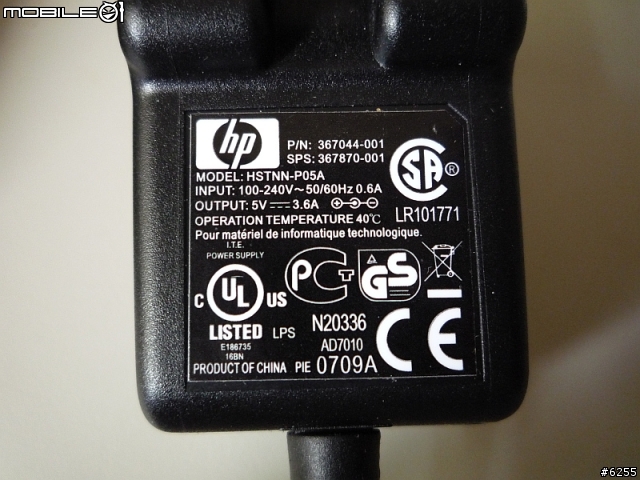 MOBILE01
hp
P/N: 367044-001
SPS: 367870-001
MODEL: HSTNN-P05A
INPUT: 100-240V～50/60Hz 0.6A
OUTPUT: 5V⎓3.6A
OPERATION TEMPERATURE 40℃
Pour matériel de informatique technologique.
SA ®
LR101771
I.T.E.
POWER SUPPLY
C UL US
LISTED LPS
E186735
16BN
PCT
GS
N20336
AD7010
CE
PRODUCT OF CHINA PIE 0709A
#6255